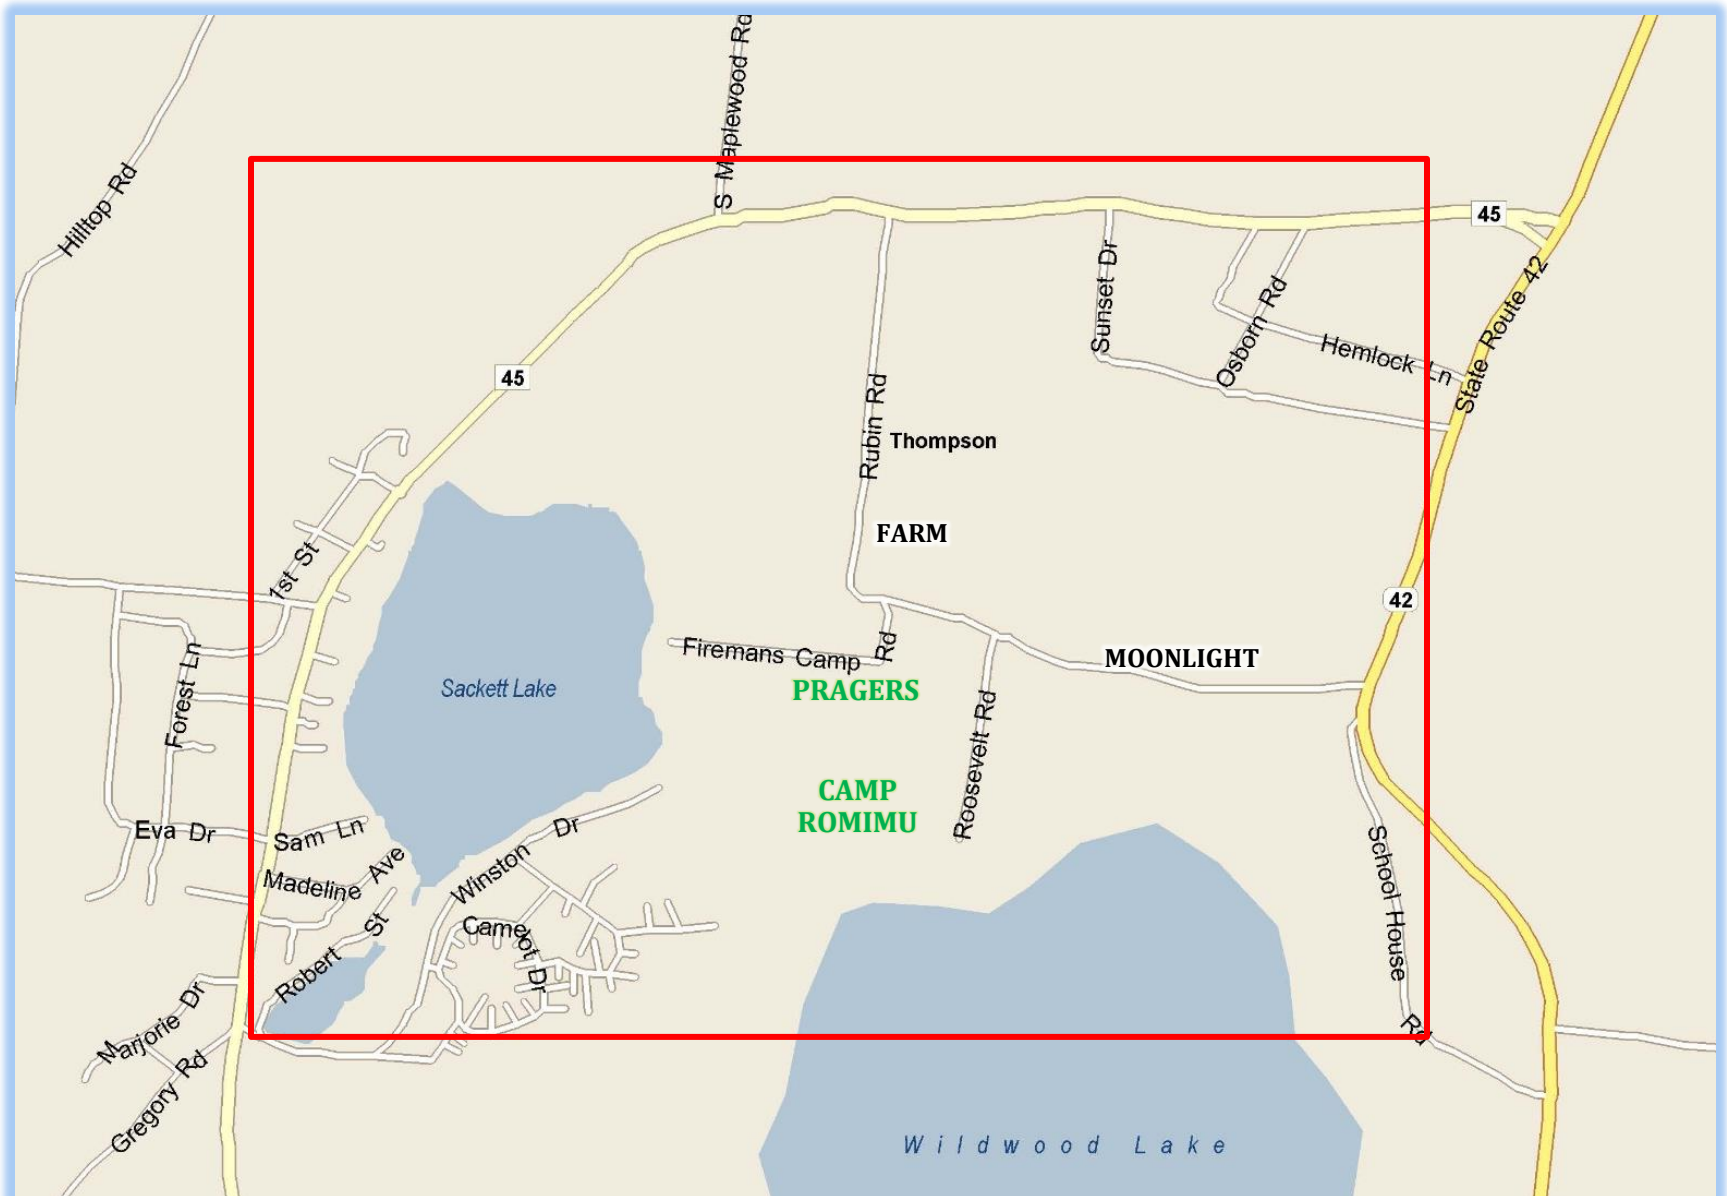 S Maplewood Rd
Hilltop Rd
45
State Route 42
Sunset Dr
Osborn Rd
Hemlock Ln
45
Rubin Rd
Thompson
FARM
1st St
42
Forest Ln
Firemans Camp Rd
MOONLIGHT
Sackett Lake
PRAGERS
Roosevelt Rd
CAMP
ROMIMU
Eva Dr
Sam Ln
Winston Dr
Madeline Ave
School House Rd
Robert St
Camelot Dr
Marjorie Dr
Gregory Rd
Wildwood Lake